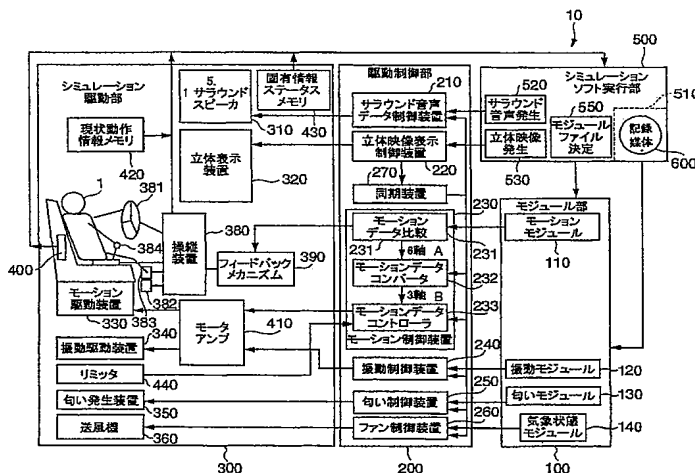 10
500
シミュレーション
ソフト実行部
510
520
サラウンド
音声発生
550
モジュール
ファイル
決定
立体映像発生
530
記録
媒体
600
シミュレーション
駆動部
現状動作
情報メモリ
420
5.
1 サラウンド
スピーカ
310
固有情報
ステータス
メモリ
430
立体表示装置
320
1
381
384
400
操縦
装置
380
フィードバック
メカニズム
390
382
383
モーション
駆動装置
330
モータ
アンプ
410
340
振動駆動装置
リミッタ
440
匂い発生装置
350
送風機
360
300
駆動制御部
210
サラウンド音声
データ制御装置
立体映像表示
制御装置
220
270
同期装置
230
モーション
データ比較
231
231
6軸 A
モーションデータ
コンバータ
232
3軸 B
モーションデータ
コントローラ
233
モーション制御装置
240
振動制御装置
250
匂い制御装置
260
ファン制御装置
200
モジュール部
モーション
モジュール
110
振動モジュール
120
匂いモジュール
130
気象状態
モジュール
140
100